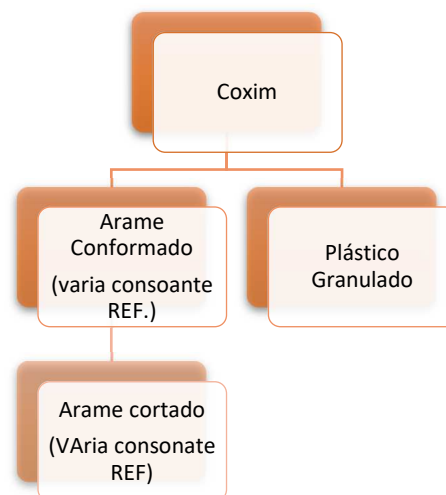 Coxim
Arame
Conformado
(varia consoante
REF.)
Plástico
Granulado
Arame cortado
(VAria consonate
REF)